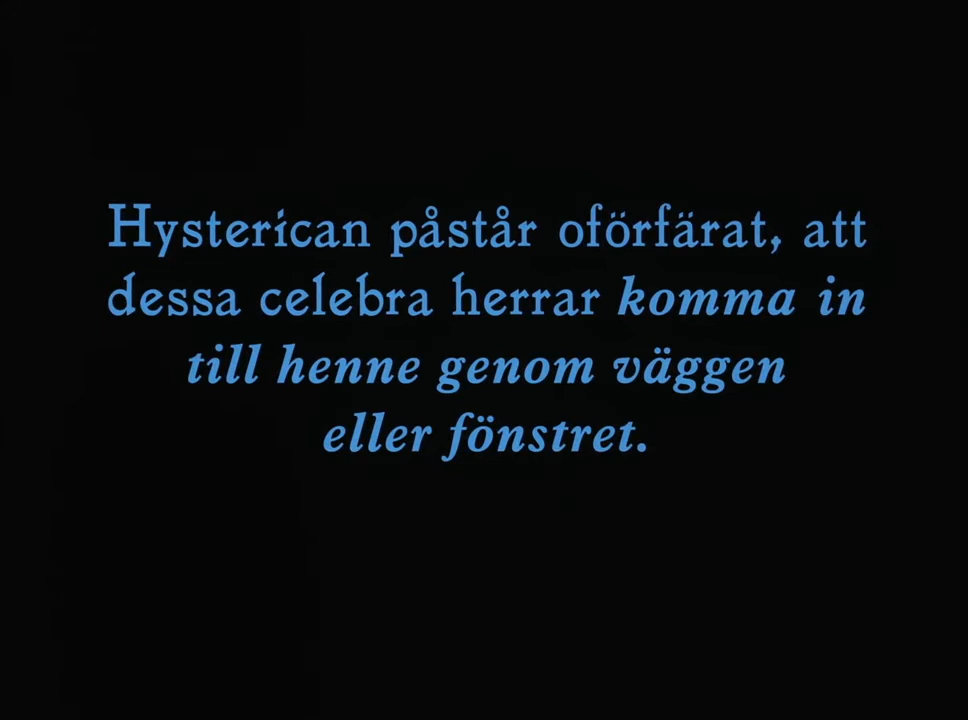 Hysterican påstår oförfärat, att
dessa celebra herrar komma in
till henne genom väggen
eller fönstret.